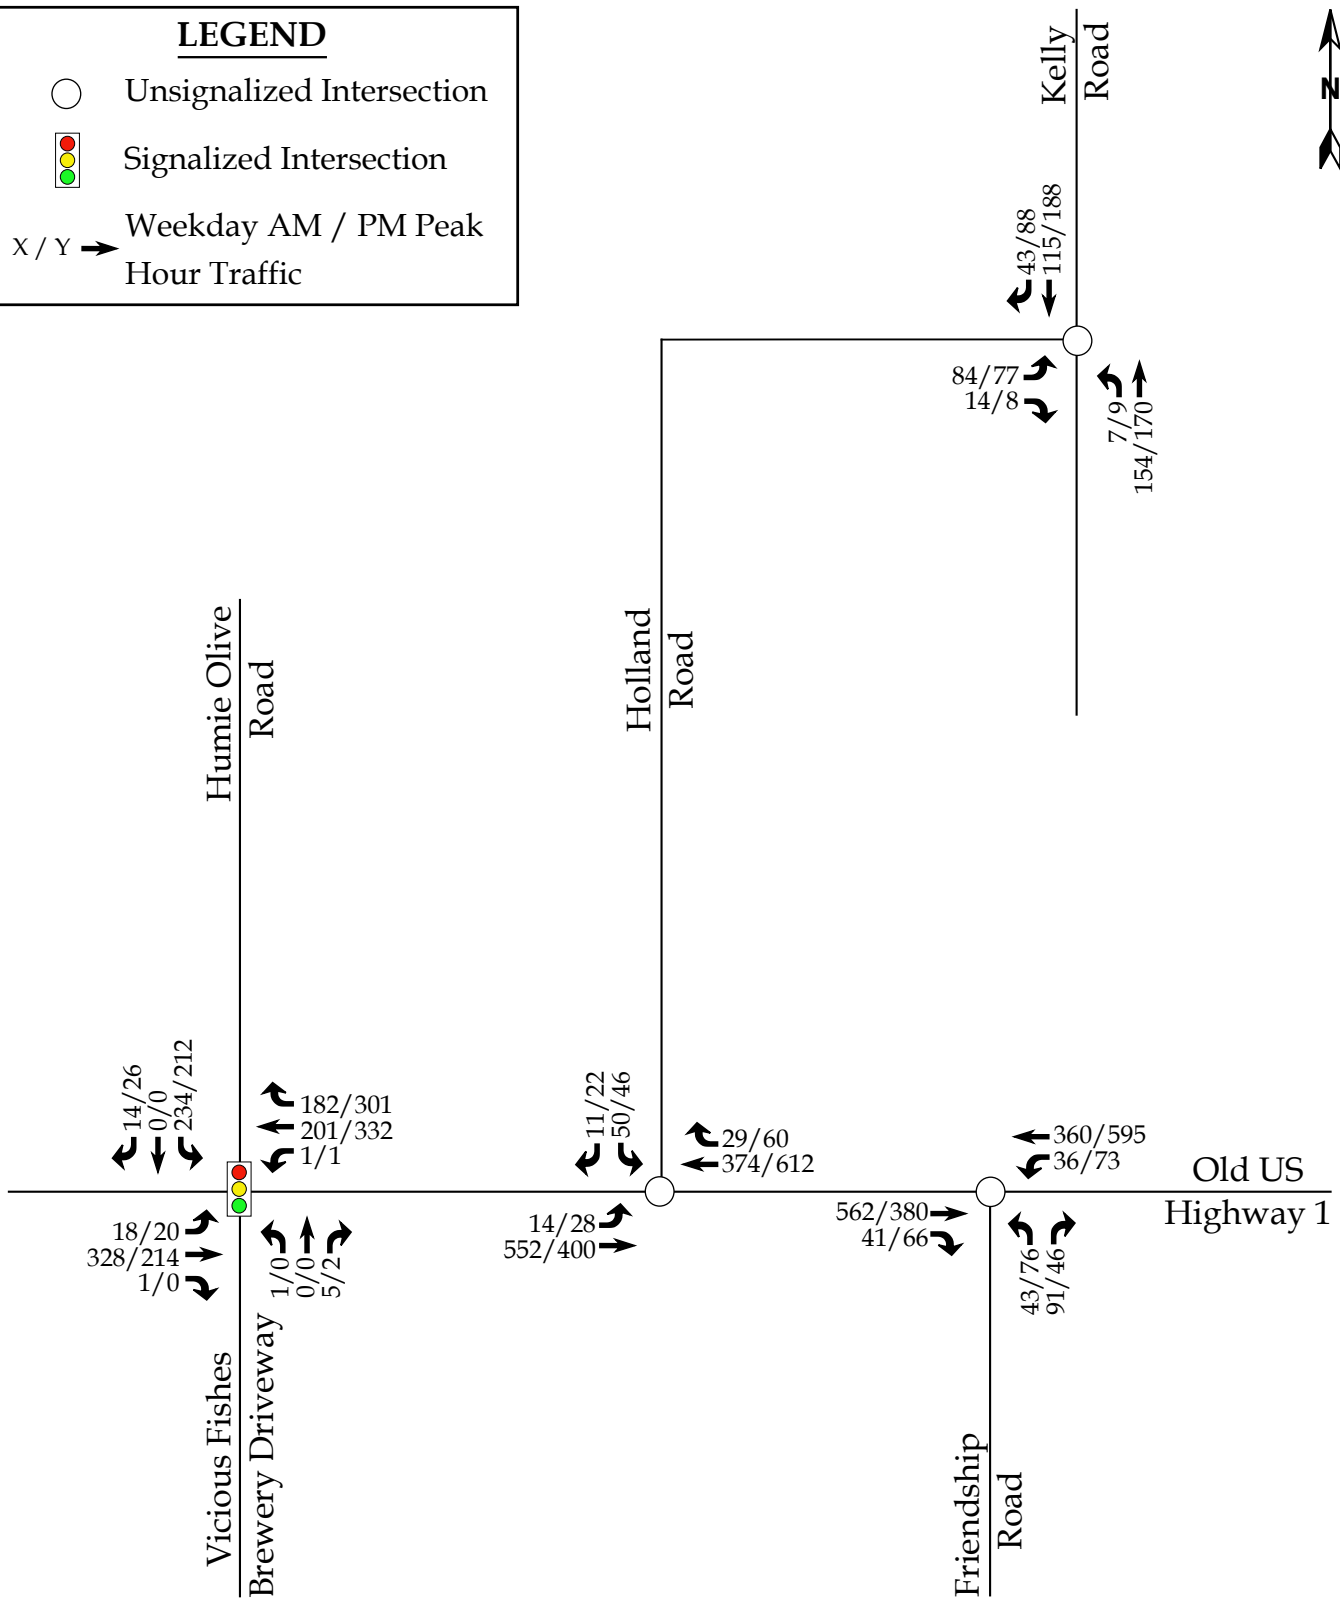 LEGEND
Unsignalized Intersection
Signalized Intersection
X / Y
Weekday AM / PM Peak
Hour Traffic
Kelly
Road
N
43/88
115/188
84/77
14/8
7/9
154/170
Humie Olive
Road
Holland
Road
14/26
0/0
234/212
182/301
201/332
1/1
18/20
328/214
1/0
1/0
0/0
5/2
11/22
50/46
29/60
374/612
14/28
552/400
360/595
36/73
562/380
41/66
43/76
91/46
Old US
Highway 1
Vicious Fishes
Brewery Driveway
Friendship
Road